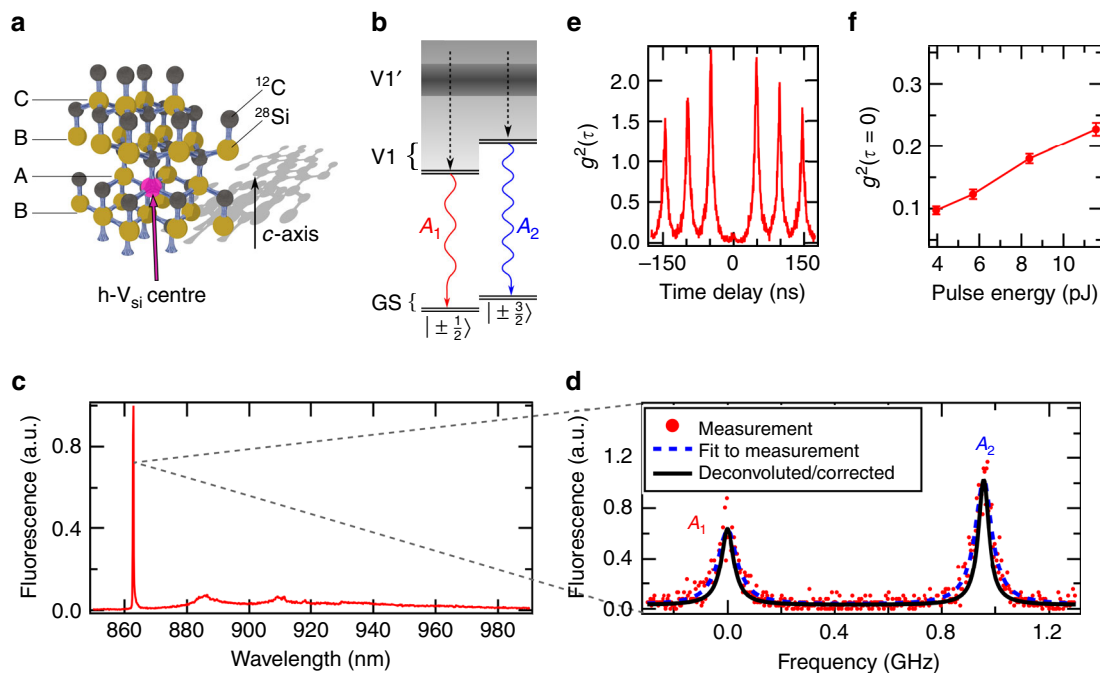 a
C
B
A
B
¹²C
²⁸Si
c-axis
h-V_si centre
b
V1′
V1 {
A₁
A₂
GS {
| ± 1/2⟩
| ± 3/2⟩
e
g²(τ)
2.0
1.5
1.0
0.5
0.0
−150
0
150
Time delay (ns)
f
g²(τ = 0)
0.3
0.2
0.1
4
6
8
10
Pulse energy (pJ)
c
Fluorescence (a.u.)
0.8
0.4
0.0
860
880
900
920
940
960
980
Wavelength (nm)
d
Fluorescence (a.u.)
1.2
0.8
0.4
0.0
Measurement
Fit to measurement
Deconvoluted/corrected
A₁
A₂
0.0
0.4
0.8
1.2
Frequency (GHz)